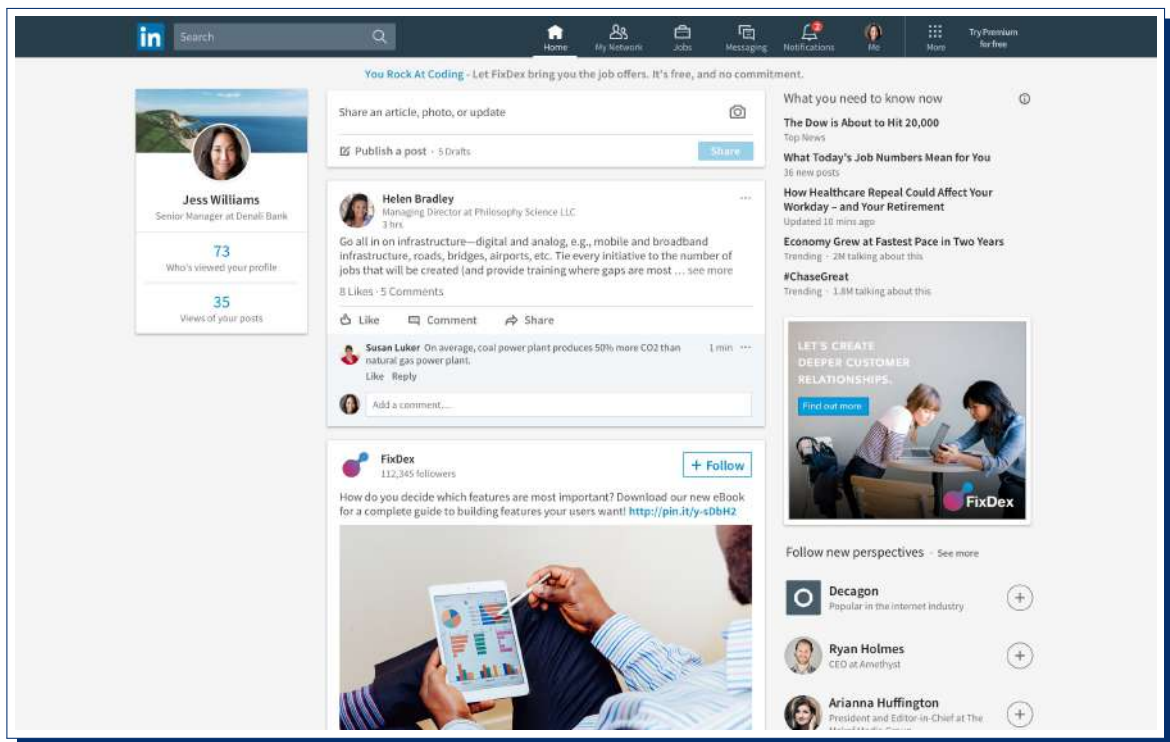 in
Search
Home
My Network
Jobs
Messaging
2
Notifications
Me
More
Try Premium
for free
You Rock At Coding - Let FixDex bring you the job offers. It's free, and no commitment.
Jess Williams
Senior Manager at Denali Bank
73
Who's viewed your profile
35
Views of your posts
Share an article, photo, or update
Publish a post · 5 Drafts
Share
Helen Bradley
Managing Director at Philosophy Science LLC
3 hrs
Go all in on infrastructure—digital and analog, e.g., mobile and broadband
infrastructure, roads, bridges, airports, etc. Tie every initiative to the number of
jobs that will be created (and provide training where gaps are most … see more
8 Likes · 5 Comments
Like Comment Share
Susan Luker On average, coal power plant produces 50% more CO2 than
natural gas power plant.
1 min
Like Reply
Add a comment....
FixDex
112,345 followers
+ Follow
How do you decide which features are most important? Download our new eBook
for a complete guide to building features your users want! http://pin.it/y-sDbH2
What you need to know now
The Dow is About to Hit 20,000
Top News
What Today's Job Numbers Mean for You
36 new posts
How Healthcare Repeal Could Affect Your
Workday – and Your Retirement
Updated 10 mins ago
Economy Grew at Fastest Pace in Two Years
Trending · 2M talking about this
#ChaseGreat
Trending · 1.8M talking about this
LET'S CREATE
DEEPER CUSTOMER
RELATIONSHIPS.
Find out more
FixDex
Follow new perspectives · See more
Decagon
Popular in the internet industry
Ryan Holmes
CEO at Amethyst
Arianna Huffington
President and Editor-in-Chief at The